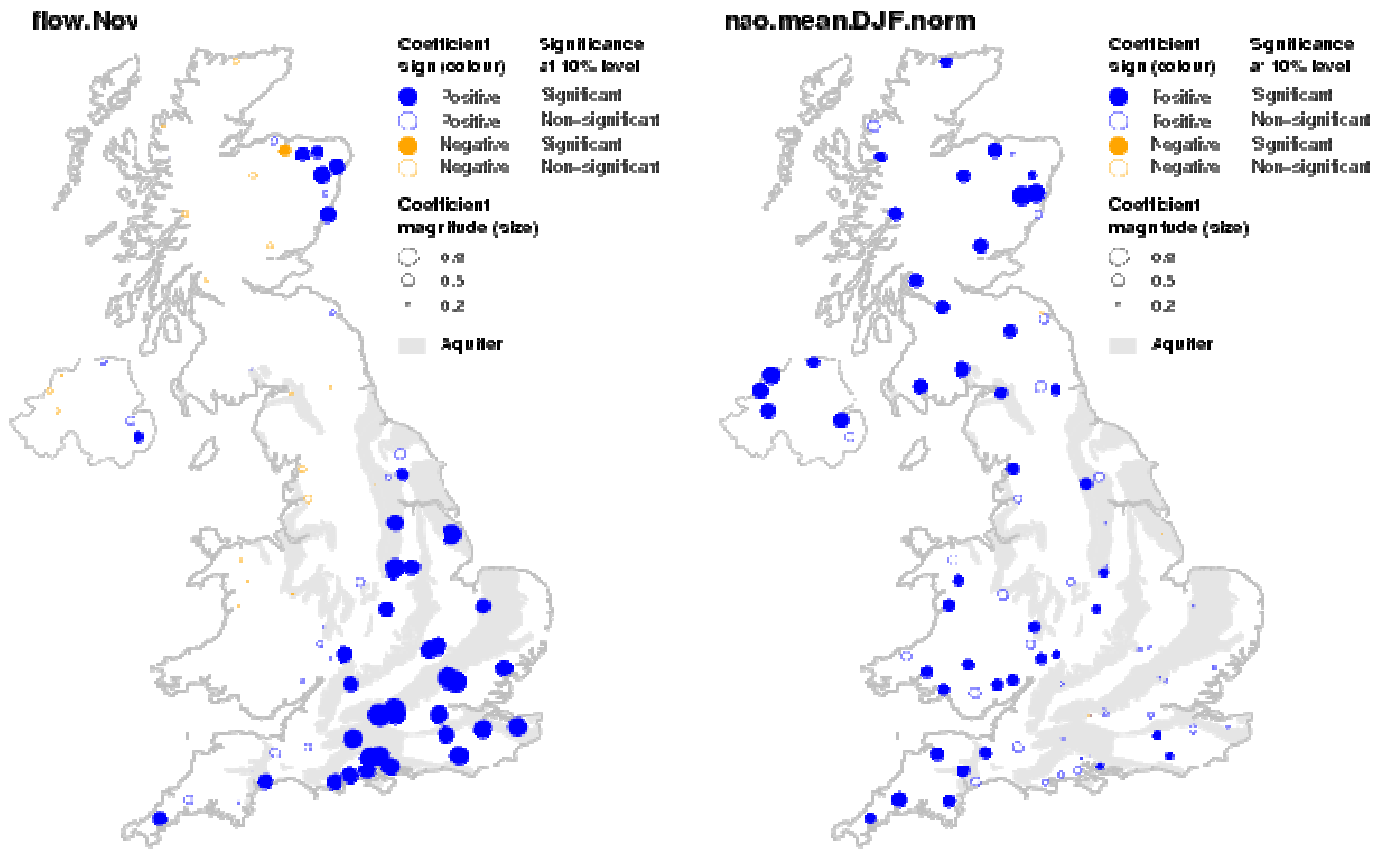 flow.Nov
Coefficient sign (colour)
Significance at 10% level
Positive Significant
Positive Non-significant
Negative Significant
Negative Non-significant
Coefficient magnitude (size)
0.8
0.5
0.2
Aquifer
nao.mean.DJF.norm
Coefficient sign (colour)
Significance at 10% level
Positive Significant
Positive Non-significant
Negative Significant
Negative Non-significant
Coefficient magnitude (size)
0.8
0.5
0.2
Aquifer